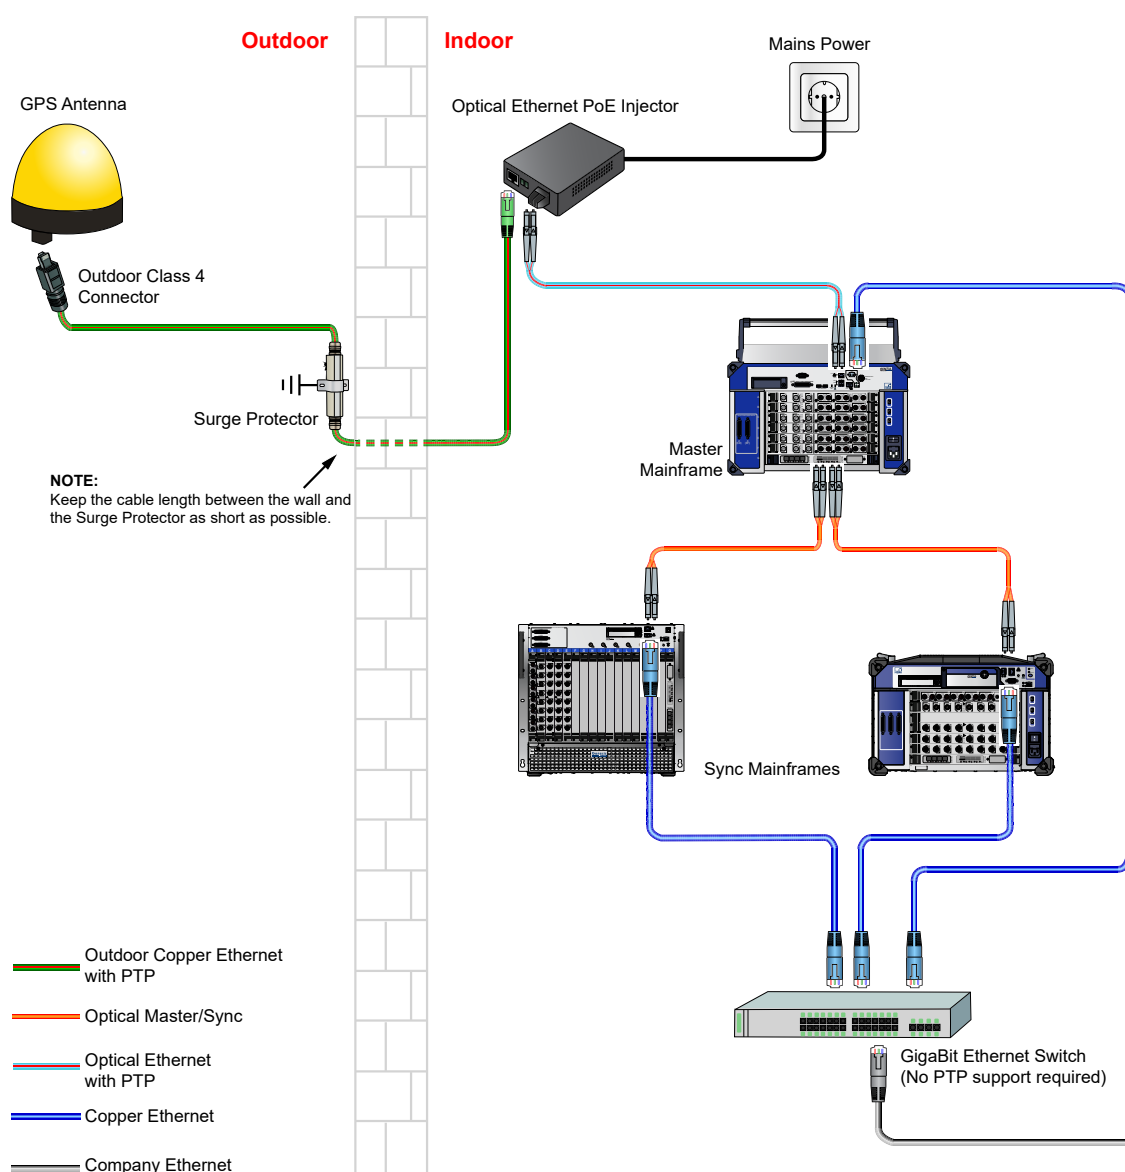 Outdoor
Indoor
Mains Power
GPS Antenna
Optical Ethernet PoE Injector
Outdoor Class 4
Connector
Surge Protector
Master
Mainframe
NOTE:
Keep the cable length between the wall and
the Surge Protector as short as possible.
Sync Mainframes
Outdoor Copper Ethernet
with PTP
Optical Master/Sync
Optical Ethernet
with PTP
GigaBit Ethernet Switch
(No PTP support required)
Copper Ethernet
Company Ethernet